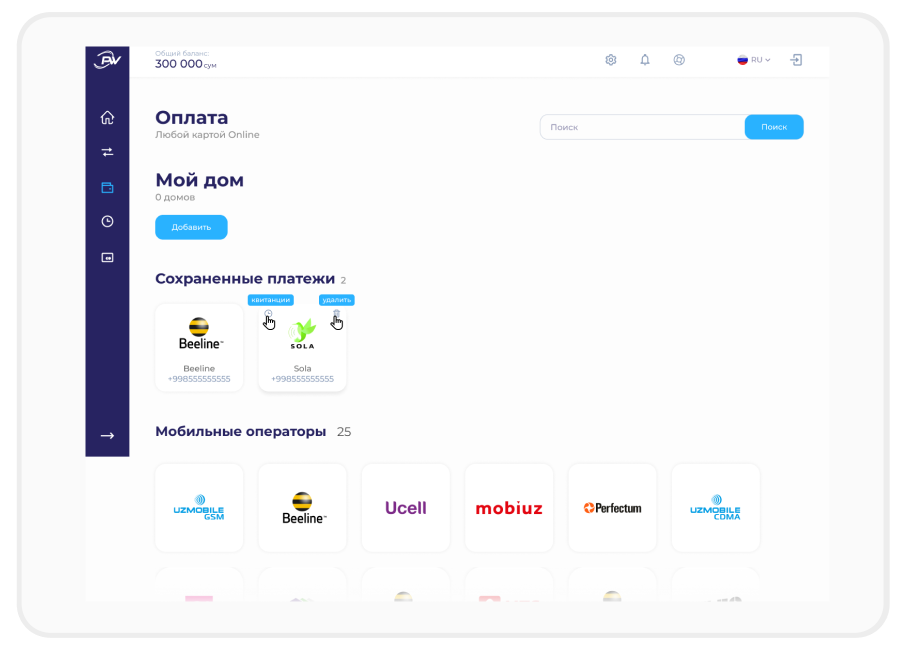 PW
Общий баланс:
300 000 сум
RU
Оплата
Любой картой Online
Поиск
Поиск
Мой дом
0 домов
Добавить
Сохраненные платежи 2
квитанции
удалить
Beeline
SOLA
Beeline
+998555555555
Sola
+998555555555
Мобильные операторы 25
UZMOBILE
GSM
Beeline
Ucell
mobiuz
Perfectum
UZMOBILE
CDMA